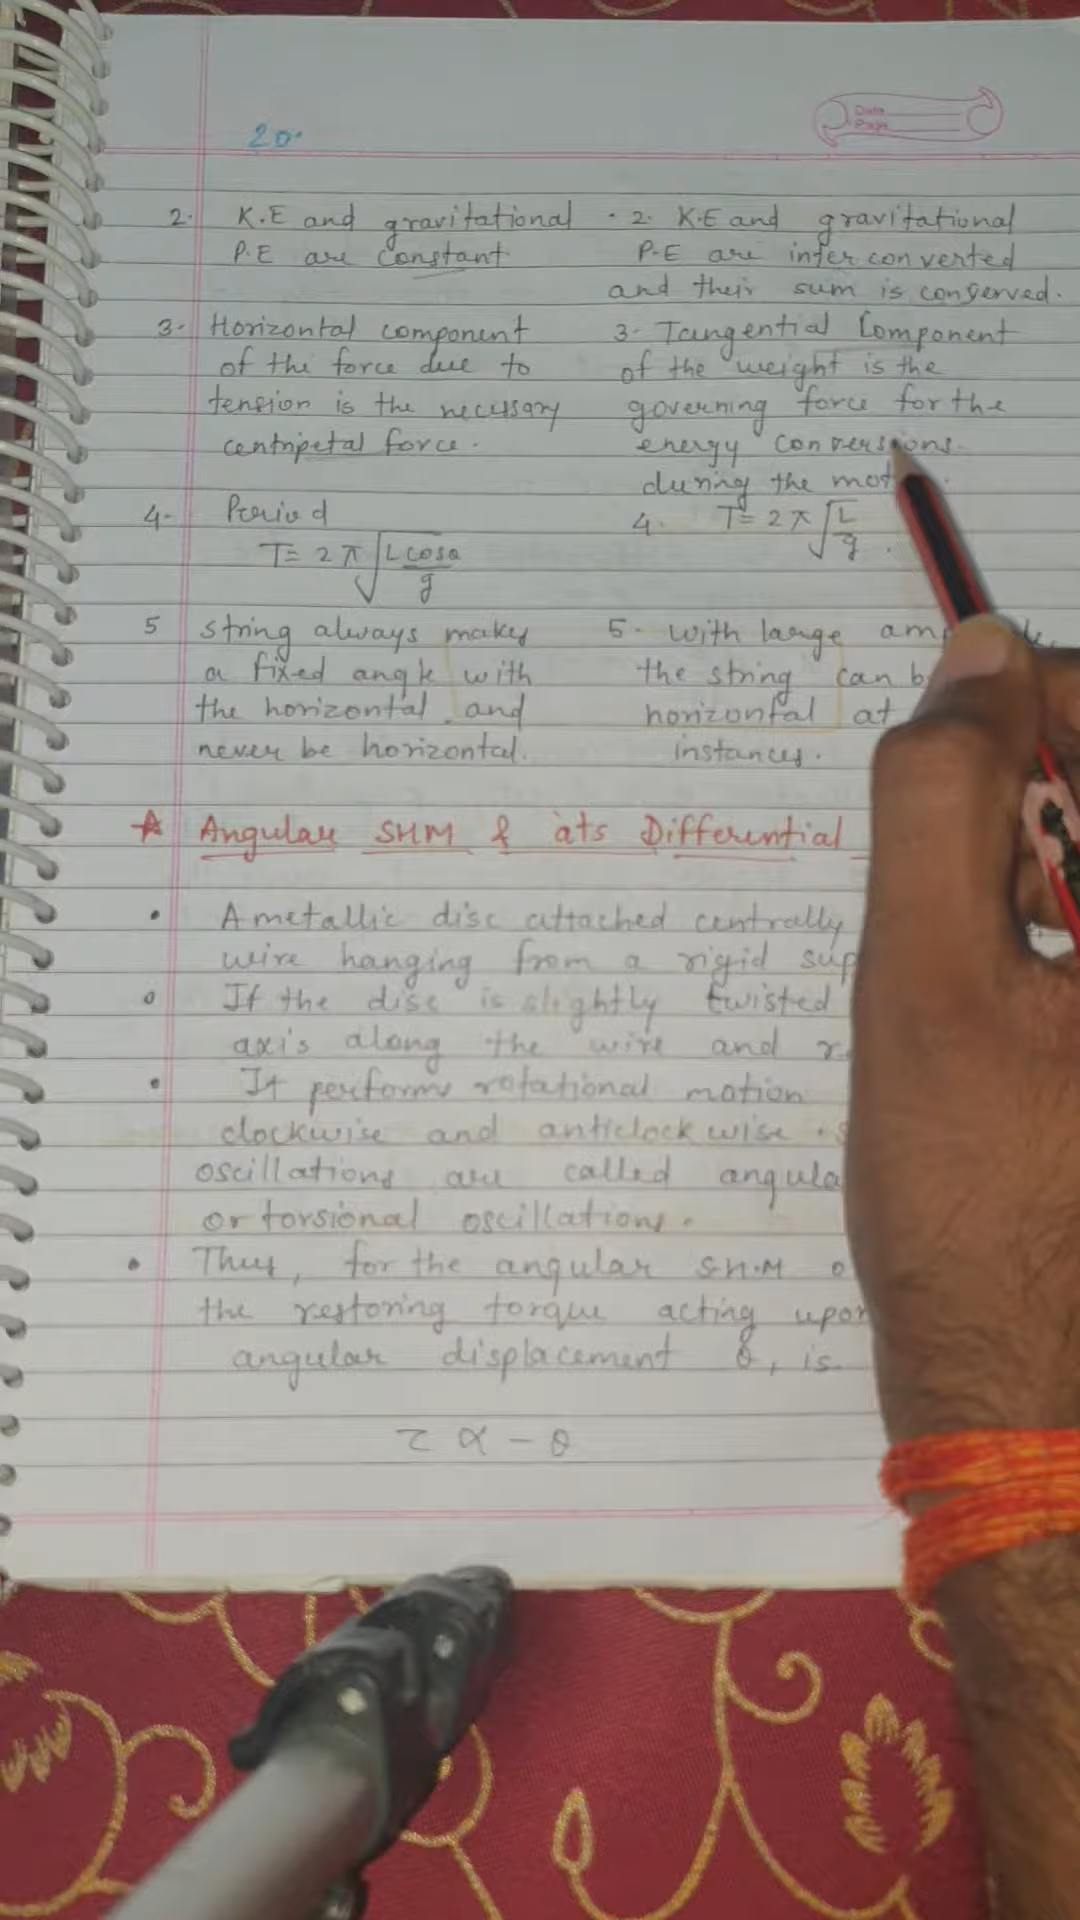 Date
Page
20.
2. K.E and gravitational
P.E are constant
3. Horizontal component
of the force due to
tension is the necessary
centripetal force.
4. Period
T= 2π √(L cosθ/g)
5 string always makes
a fixed angle with
the horizontal and
never be horizontal.
2. K.E and gravitational
P.E are inter converted
and their sum is conserved.
3. Tangential Component
of the weight is the
governing force for the
energy conversions.
during the
4. T= 2π √(L/g).
5. with large
the string can
horizontal at
instances.
Angular SHM & its Differential
• A metallic disc attached centrally
wire hanging from a rigid
• If the disc is slightly twisted
axis along the wire and
• It performs rotational motion
clockwise and anticlockwise.
oscillations are called
or torsional oscillations.
• Thus, for the angular S.H.M
the restoring torque acting
angular displacement θ, is
τ α - θ